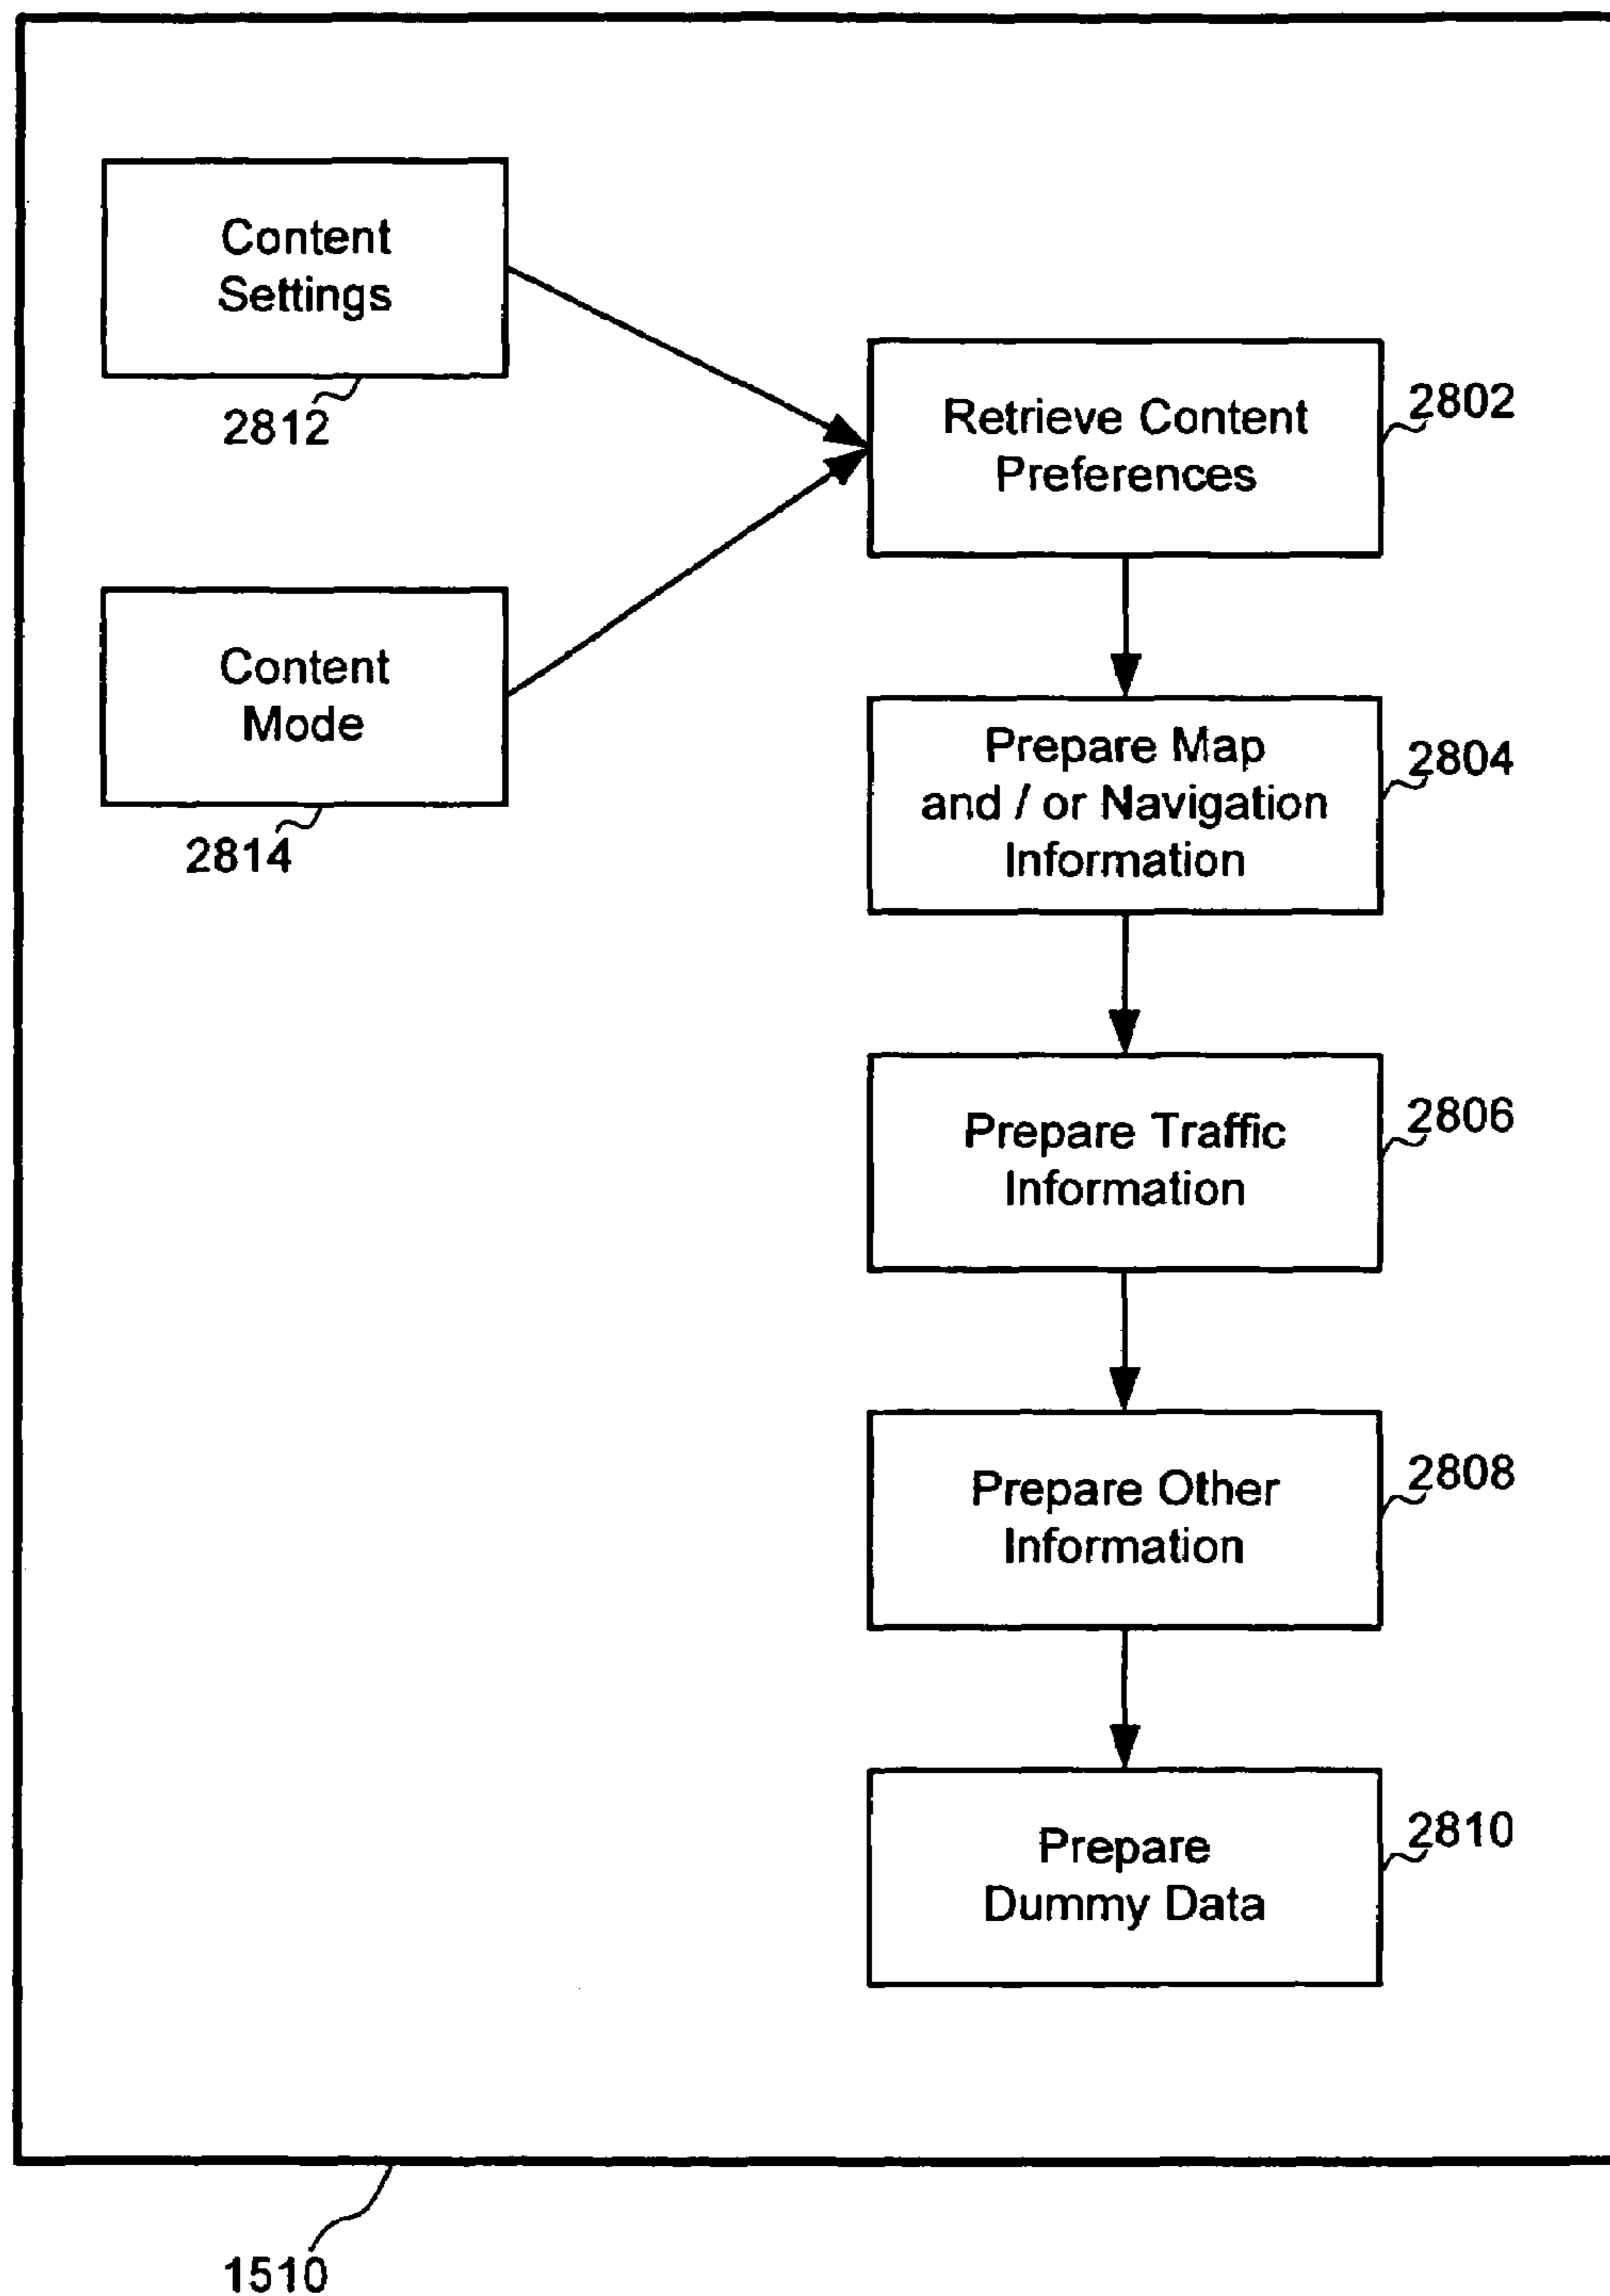 Content
Settings
2812
Retrieve Content
Preferences
2802
Content
Mode
2814
Prepare Map
and / or Navigation
Information
2804
Prepare Traffic
Information
2806
Prepare Other
Information
2808
Prepare
Dummy Data
2810
1510